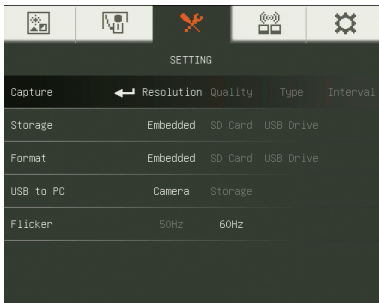 SETTING
Capture Resolution Quality Type Interval
Storage Embedded SD Card USB Drive
Format Embedded SD Card USB Drive
USB to PC Camera Storage
Flicker 50Hz 60Hz